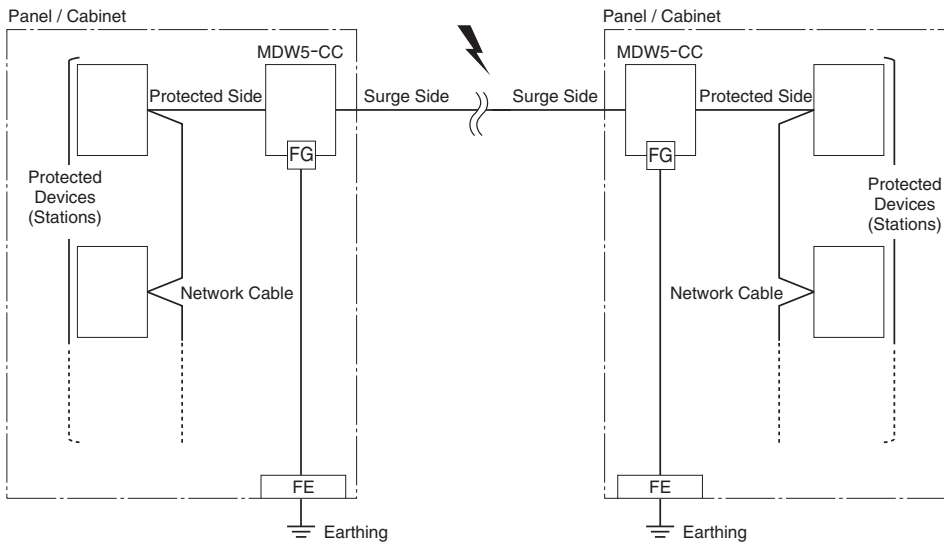 Panel / Cabinet
MDW5-CC
Protected Side
Surge Side
FG
Protected
Devices
(Stations)
Network Cable
FE
Earthing
Panel / Cabinet
MDW5-CC
Surge Side
Protected Side
FG
Protected
Devices
(Stations)
Network Cable
FE
Earthing